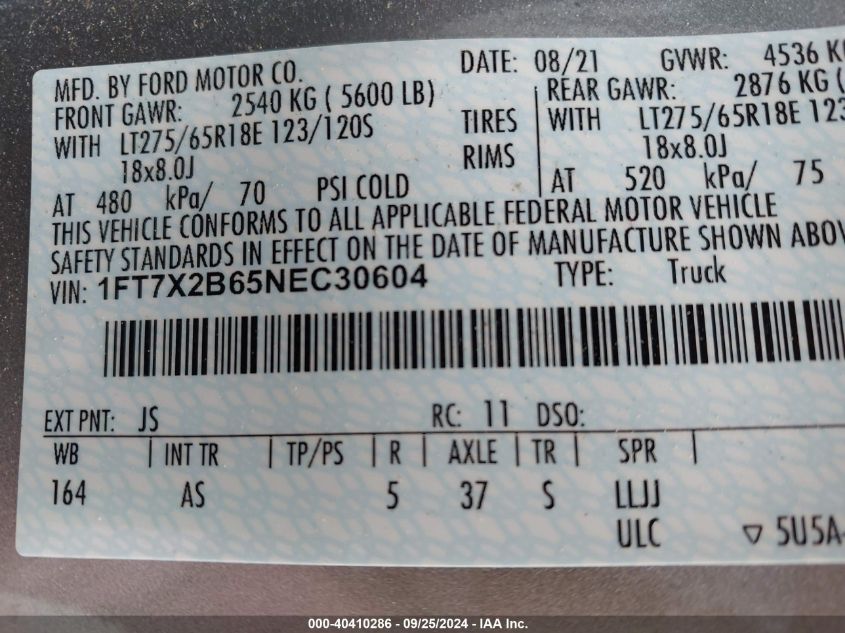 MFD. BY FORD MOTOR CO. DATE: 08/21 GVWR: 4536 K
FRONT GAWR: 2540 KG ( 5600 LB) REAR GAWR: 2876 KG (
WITH LT275/65R18E 123/120S TIRES WITH LT275/65R18E 123
18x8.0J RIMS 18x8.0J
AT 480 kPa/ 70 PSI COLD AT 520 kPa/ 75
THIS VEHICLE CONFORMS TO ALL APPLICABLE FEDERAL MOTOR VEHICLE
SAFETY STANDARDS IN EFFECT ON THE DATE OF MANUFACTURE SHOWN ABOV
VIN: 1FT7X2B65NEC30604 TYPE: Truck
EXT PNT: JS RC: 11 DSO:
WB INT TR TP/PS R AXLE TR SPR
164 AS 5 37 S LLJJ
ULC ▽ 5U5A-
000-40410286 - 09/25/2024 - IAA Inc.